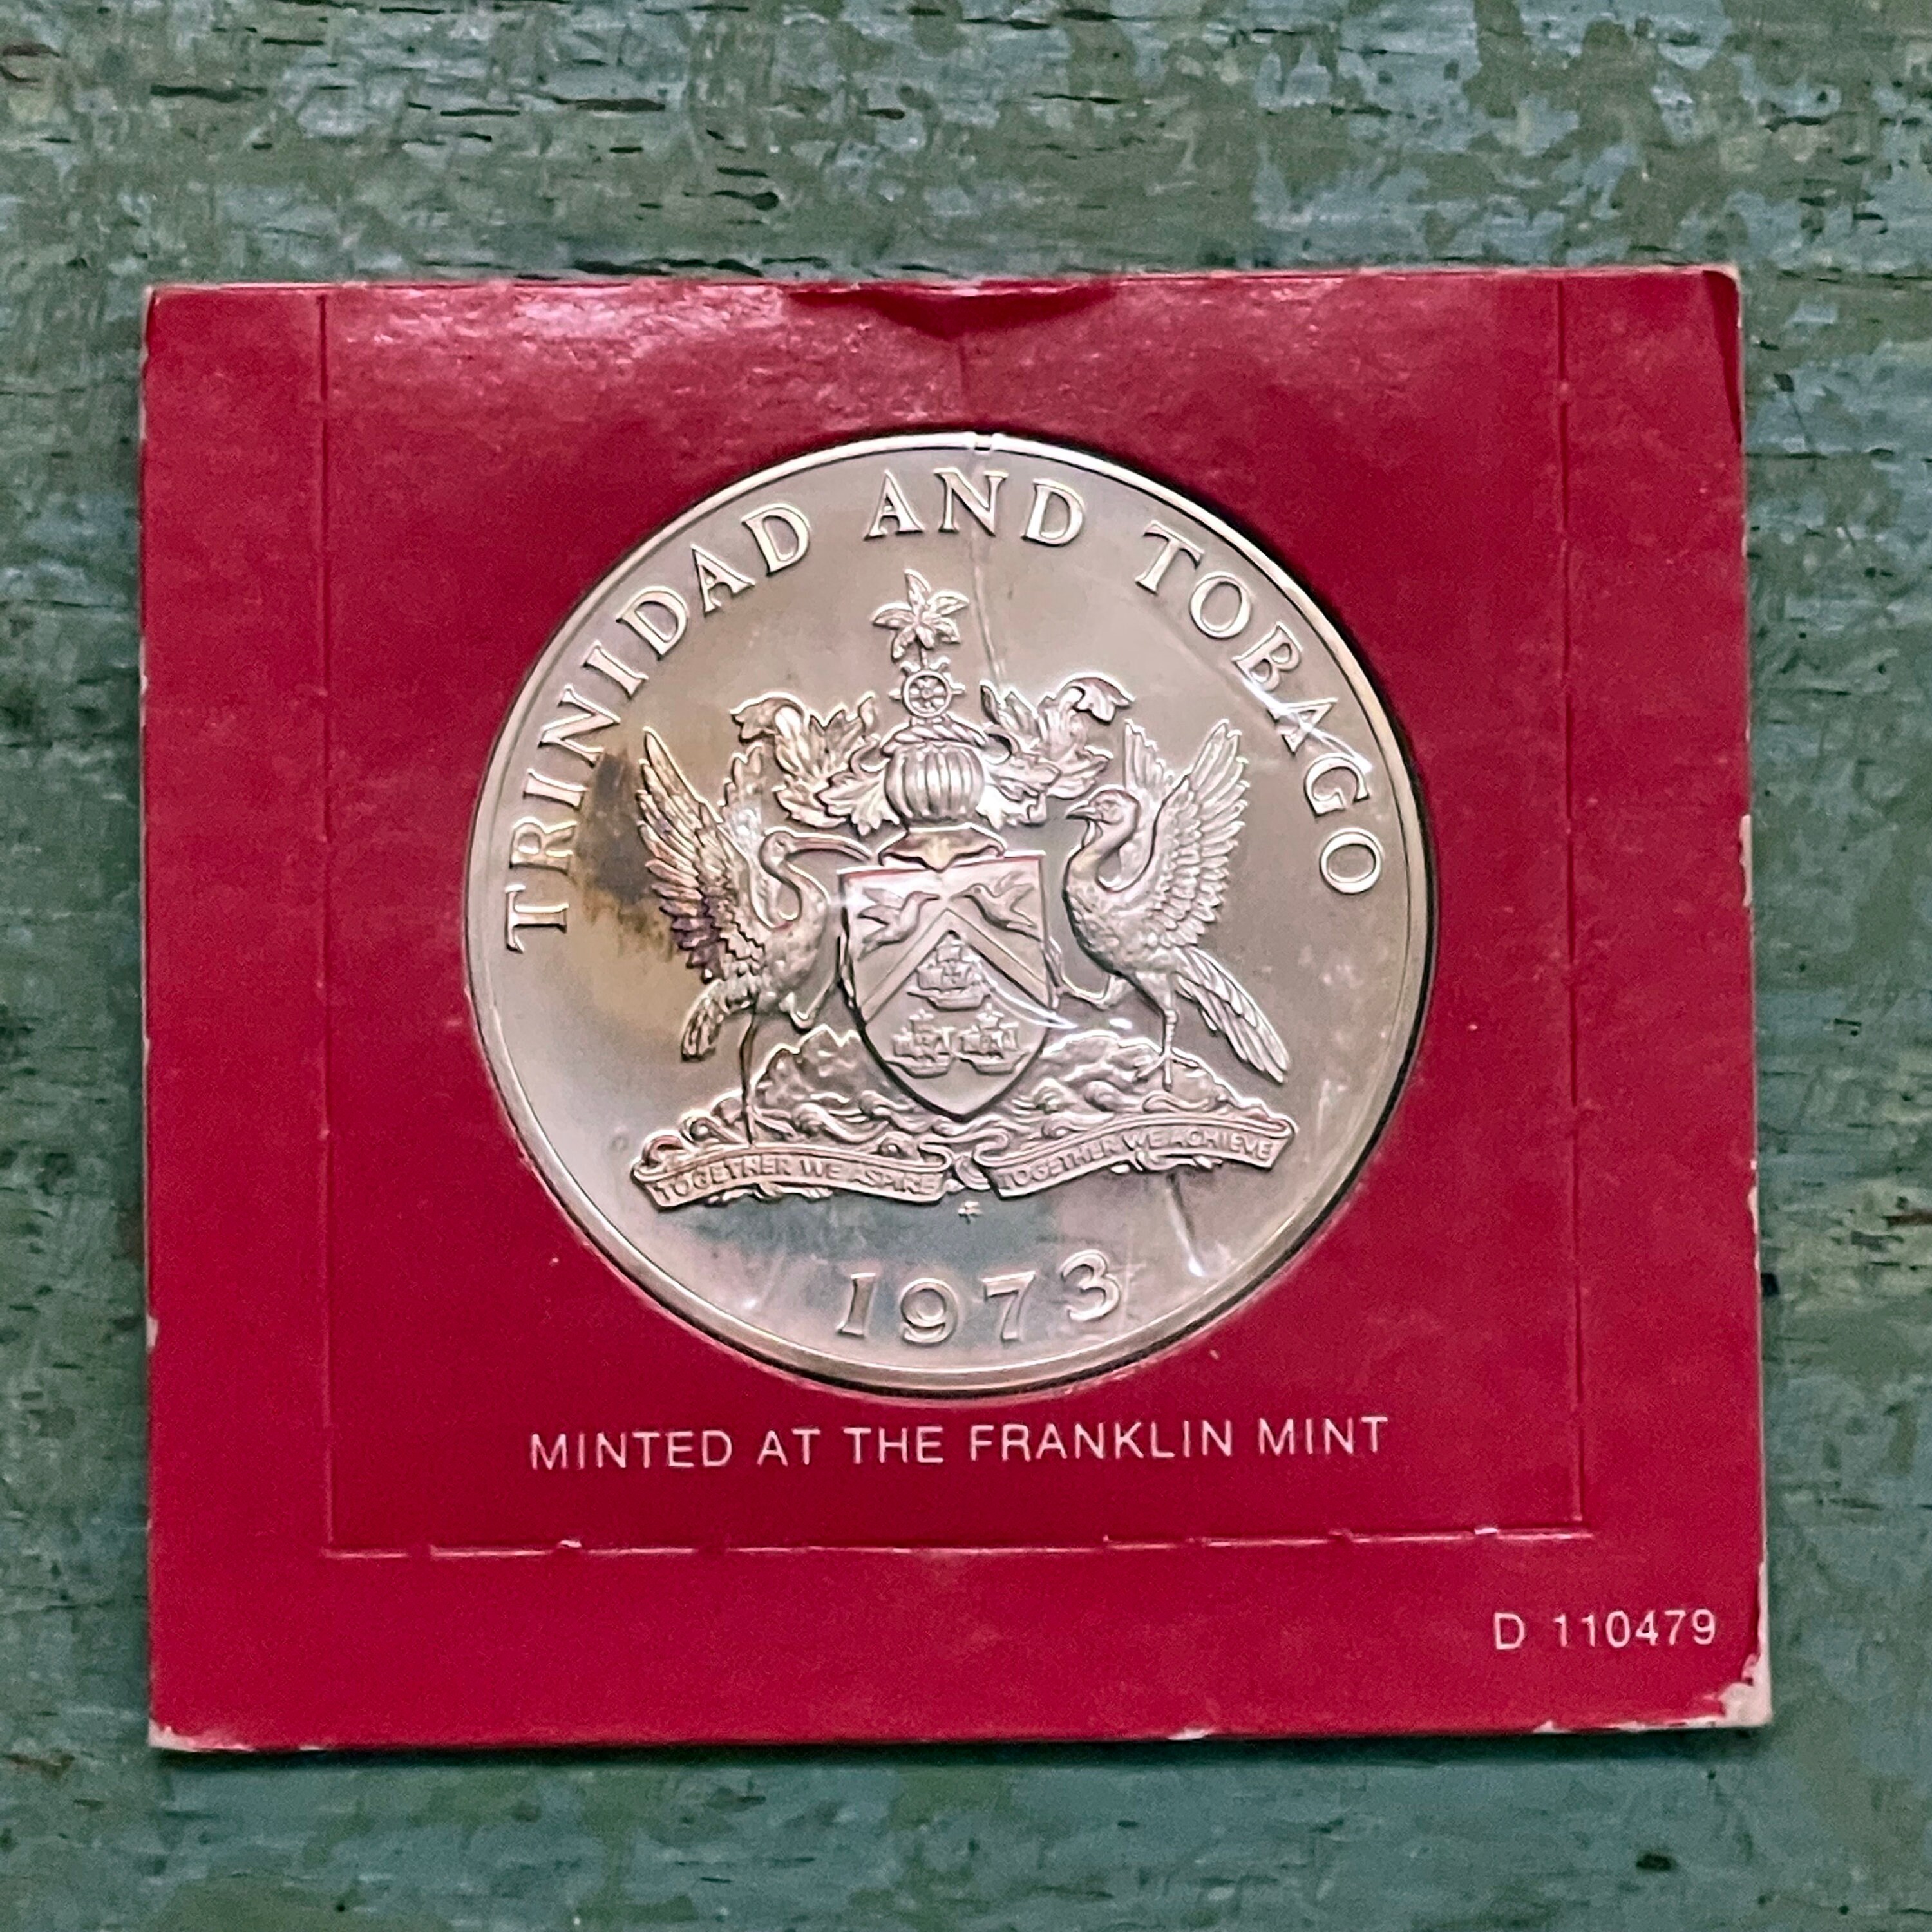 TRINIDAD AND TOBAGO
TOGETHER WE ASPIRE TOGETHER WE ACHIEVE
1973
MINTED AT THE FRANKLIN MINT
D 110479